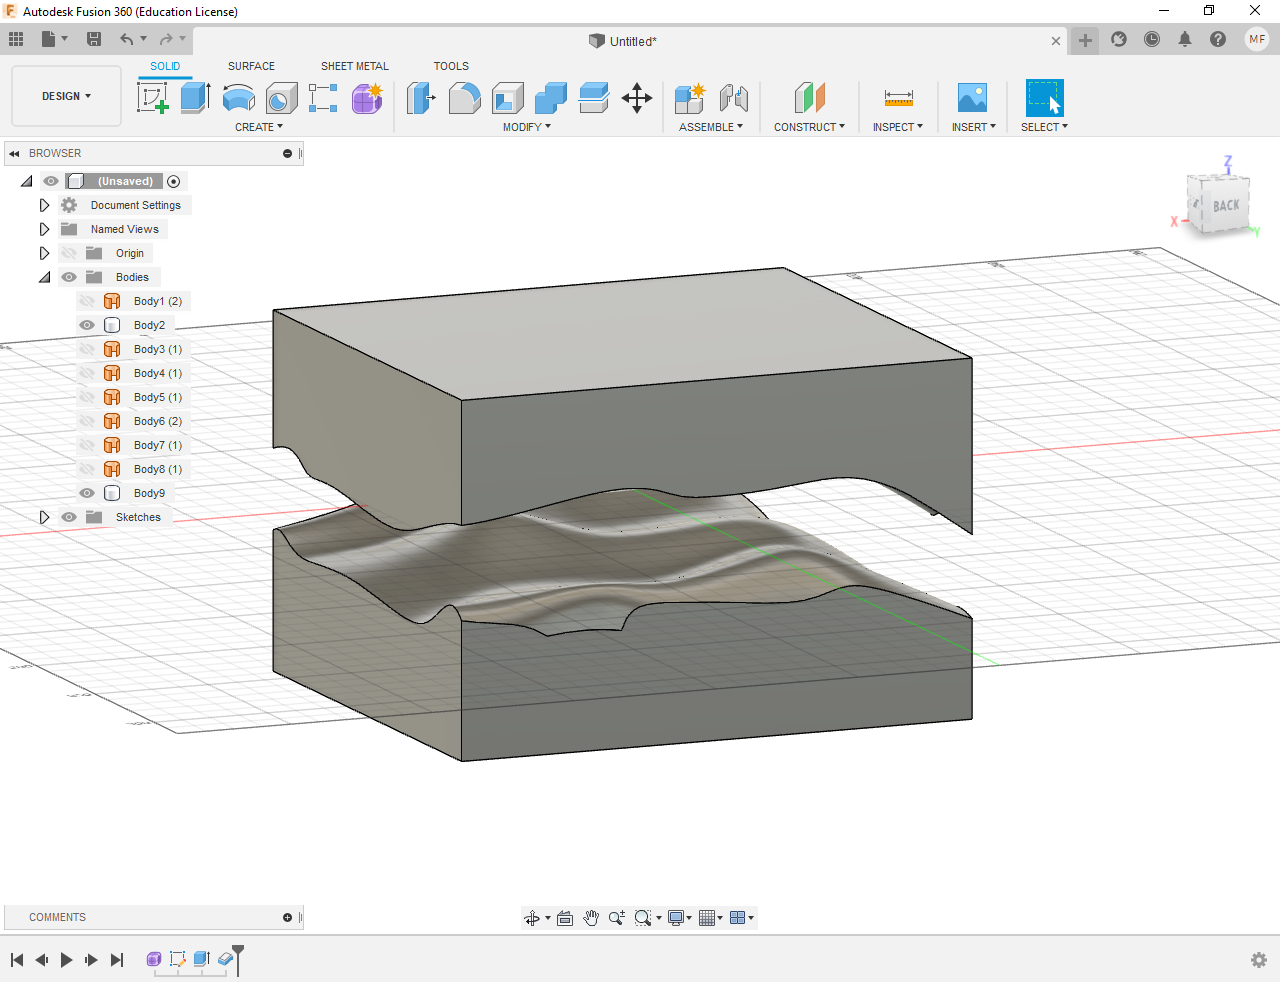 Autodesk Fusion 360 (Education License)
Untitled*
MF
DESIGN
SOLID
SURFACE
SHEET METAL
TOOLS
CREATE
MODIFY
ASSEMBLE
CONSTRUCT
INSPECT
INSERT
SELECT
BROWSER
(Unsaved)
Document Settings
Named Views
Origin
Bodies
Body1 (2)
Body2
Body3 (1)
Body4 (1)
Body5 (1)
Body6 (2)
Body7 (1)
Body8 (1)
Body9
Sketches
Z
BACK
X
Y
COMMENTS